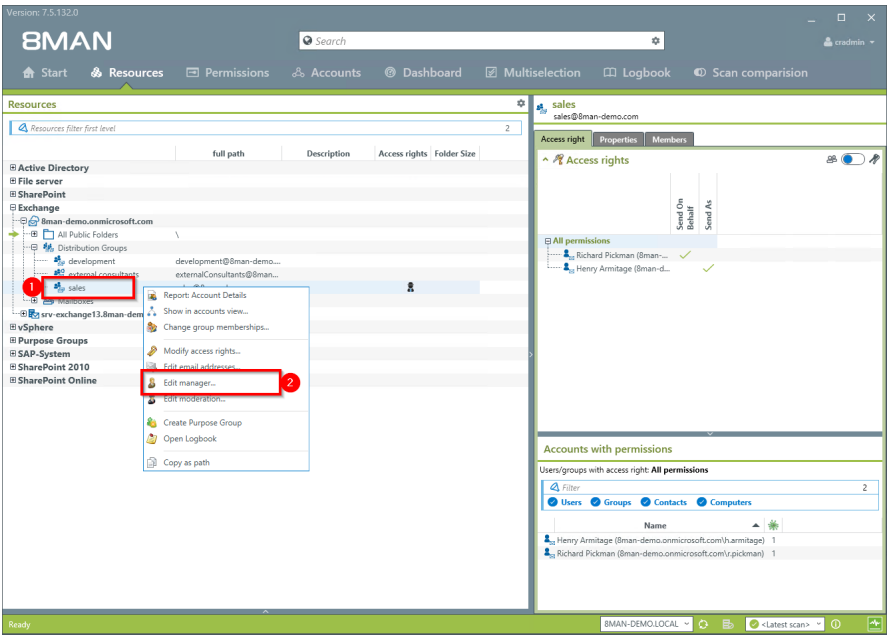 Version: 7.5.132.0
8MAN
Search
cradmin
Start Resources Permissions Accounts Dashboard Multiselection Logbook Scan comparision
Resources
Resources filter first level 2
full path Description Access rights Folder Size
Active Directory
File server
SharePoint
Exchange
8man-demo.onmicrosoft.com
All Public Folders \
Distribution Groups
development development@8man-demo....
external consultants externalConsultants@8man...
1 sales
Mailboxes
srv-exchange13.8man-dem
vSphere
Purpose Groups
SAP-System
SharePoint 2010
SharePoint Online
Report: Account Details
Show in accounts view...
Change group memberships...
Modify access rights...
Edit email addresses...
Edit manager... 2
Edit moderation...
Create Purpose Group
Open Logbook
Copy as path
sales
sales@8man-demo.com
Access right Properties Members
Access rights
Send On Behalf
Send As
All permissions
Richard Pickman (8man-...
Henry Armitage (8man-d...
Accounts with permissions
Users/groups with access right: All permissions
Filter 2
Users Groups Contacts Computers
Name
Henry Armitage (8man-demo.onmicrosoft.com\h.armitage) 1
Richard Pickman (8man-demo.onmicrosoft.com\r.pickman) 1
Ready 8MAN-DEMO.LOCAL <Latest scan>